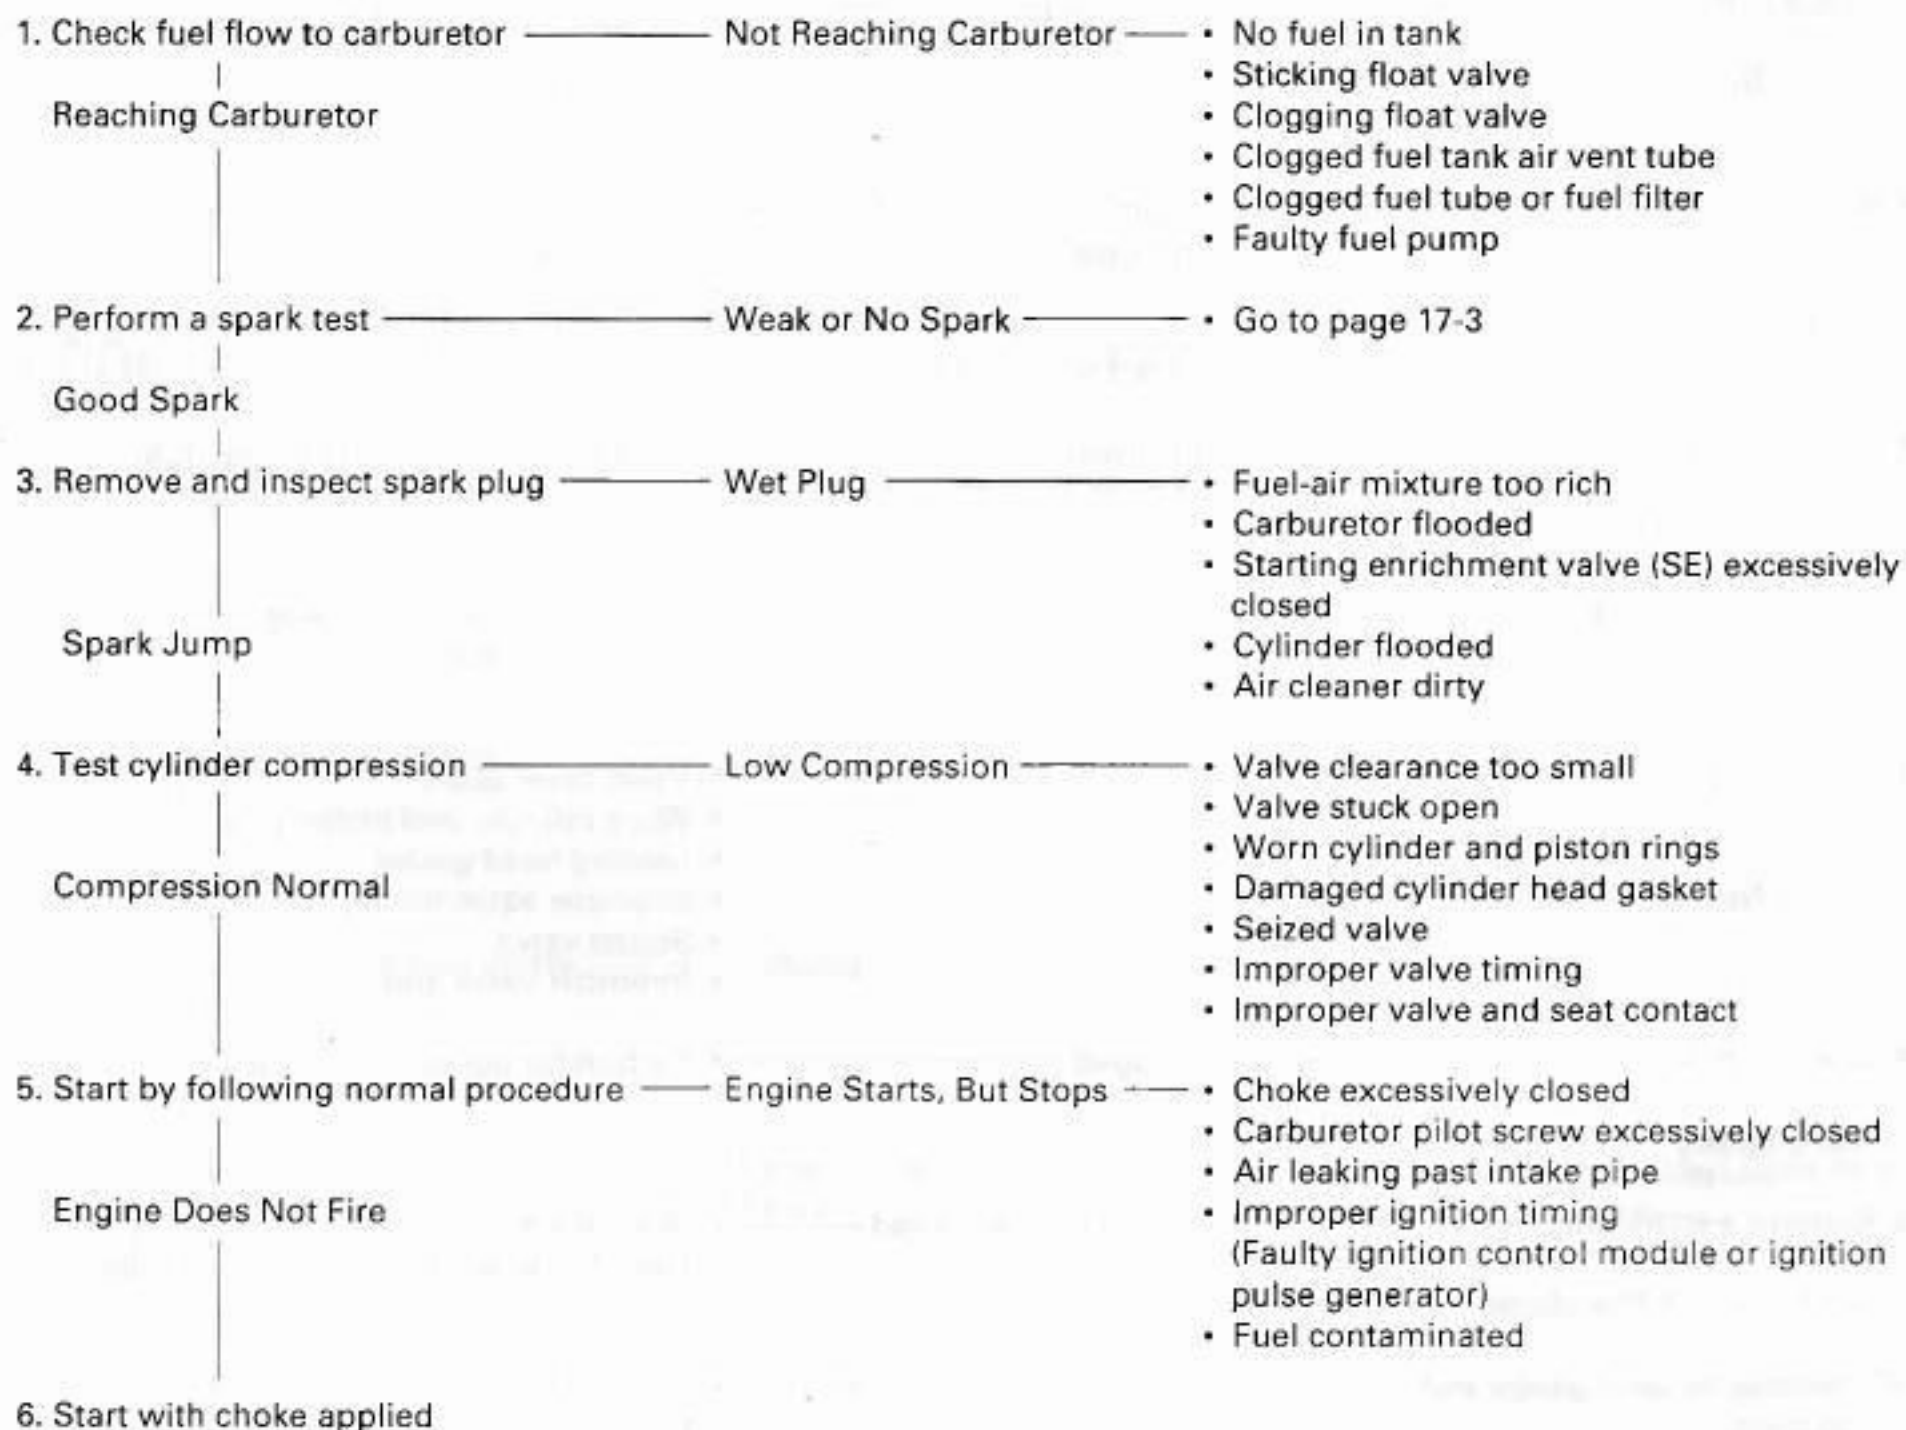 1. Check fuel flow to carburetor Not Reaching Carburetor • No fuel in tank
• Sticking float valve
Reaching Carburetor • Clogging float valve
• Clogged fuel tank air vent tube
• Clogged fuel tube or fuel filter
• Faulty fuel pump
2. Perform a spark test Weak or No Spark • Go to page 17-3
Good Spark
3. Remove and inspect spark plug Wet Plug • Fuel-air mixture too rich
• Carburetor flooded
• Starting enrichment valve (SE) excessively
closed
Spark Jump • Cylinder flooded
• Air cleaner dirty
4. Test cylinder compression Low Compression • Valve clearance too small
• Valve stuck open
• Worn cylinder and piston rings
Compression Normal • Damaged cylinder head gasket
• Seized valve
• Improper valve timing
• Improper valve and seat contact
5. Start by following normal procedure Engine Starts, But Stops • Choke excessively closed
• Carburetor pilot screw excessively closed
• Air leaking past intake pipe
Engine Does Not Fire • Improper ignition timing
(Faulty ignition control module or ignition
pulse generator)
• Fuel contaminated
6. Start with choke applied